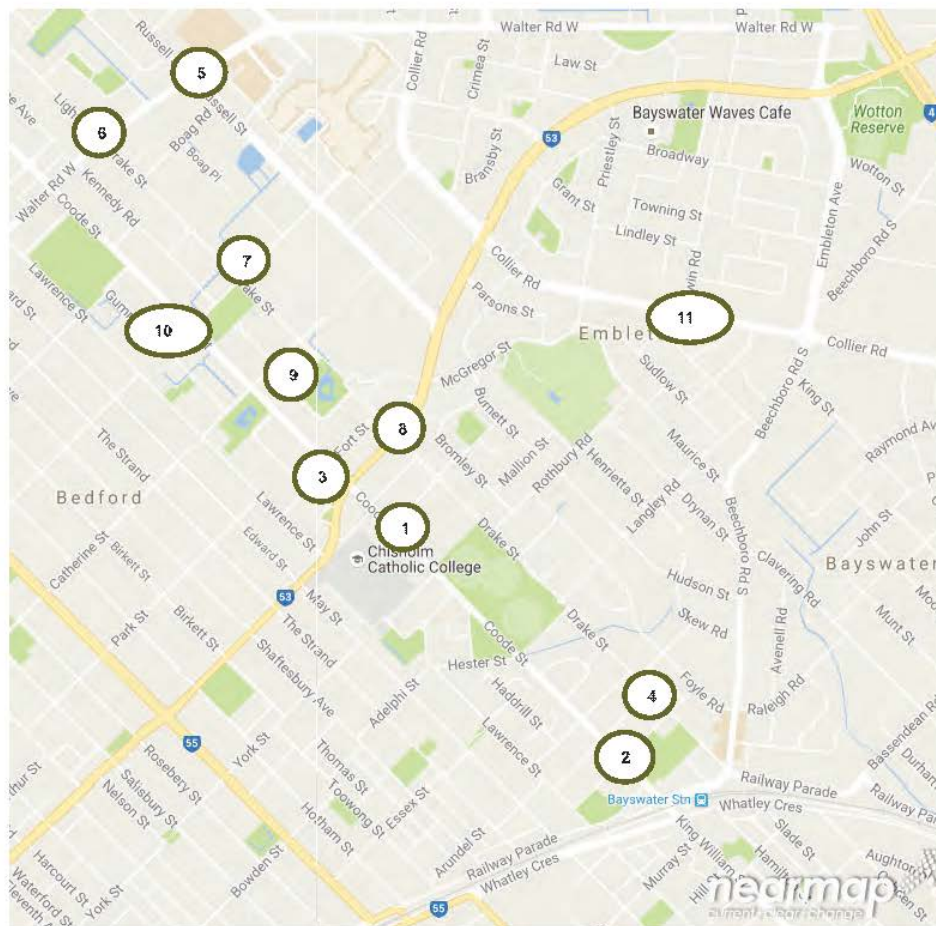 Walter Rd W
Walter Rd W
Russell
Collier Rd
Crimea St
Law St
5
53
Bayswater Waves Cafe
Wotton
Reserve
4
6
Russell St
Boag Rd
Boag Pl
Bransby St
Priestley St
Broadway
Wotton St
Walter Rd W
Kennedy Rd
Coode St
Grant St
Towning St
Lindley St
Embleton Ave
Beechboro Rd S
7
Collier Rd
Lawrence St
Parsons St
10
11
Collier Rd
McGregor St
Sudlow St
Beechboro Rd S
King St
9
Burnett St
Mallion St
Rothbury Rd
Henrietta St
Maurice St
Raymond Av
8
Bromley St
The Strand
3
Langley Rd
Drynan St
Bedford
Lawrence St
Edward St
1
Drake St
Beechboro Rd S
John St
Chisholm
Catholic College
Clavering Rd
Bayswater
Catherine St
Birkett St
53
May St
Hudson St
Park St
Birkett St
The Strand
Shaftesbury Ave
Coode St
Drake St
Skew Rd
Avenell Rd
Munt St
Hester St
Adelphi St
Haddrill St
4
Foyle Rd
Raleigh Rd
55
York St
Lawrence St
2
Bassendean Rd
Rosebery St
Thomas St
Toowong St
Essex St
Railway Parade
Salisbury St
Nelson St
Hotham St
Bayswater Stn
Whatley Cres
Arundel St
Railway Parade
Whatley Cres
King William
Slade St
Harcourt St
York St
Bowden St
Murray St
55
nearmap
current clear change